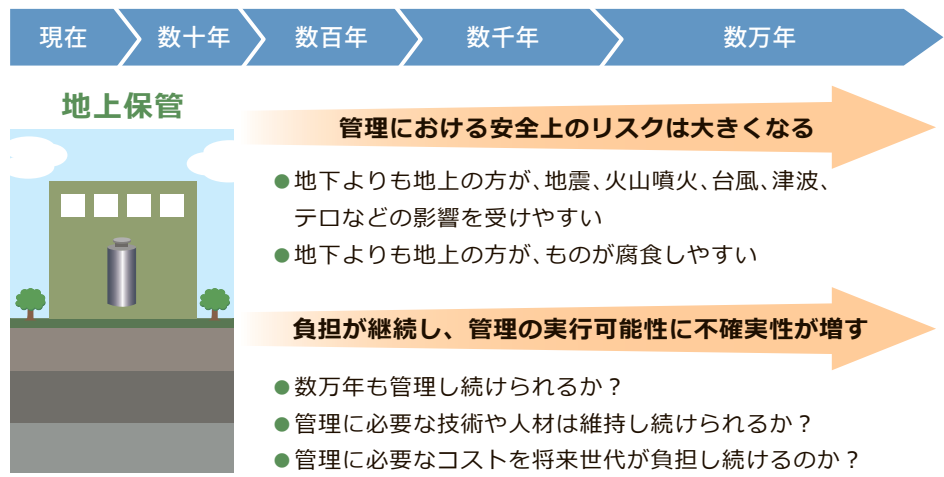 現在 数十年 数百年 数千年 数万年
地上保管
管理における安全上のリスクは大きくなる
●地下よりも地上の方が、地震、火山噴火、台風、津波、
テロなどの影響を受けやすい
●地下よりも地上の方が、ものが腐食しやすい
負担が継続し、管理の実行可能性に不確実性が増す
●数万年も管理し続けられるか？
●管理に必要な技術や人材は維持し続けられるか？
●管理に必要なコストを将来世代が負担し続けるのか？